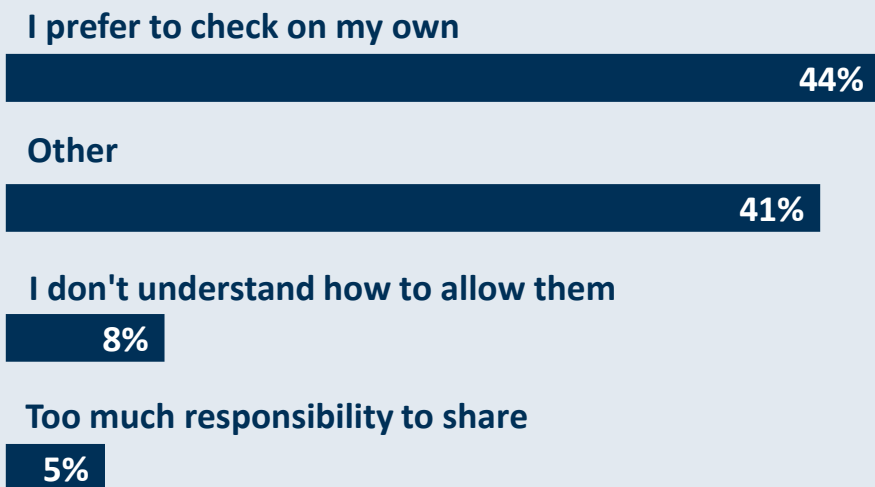 I prefer to check on my own
44%
Other
41%
I don't understand how to allow them
8%
Too much responsibility to share
5%